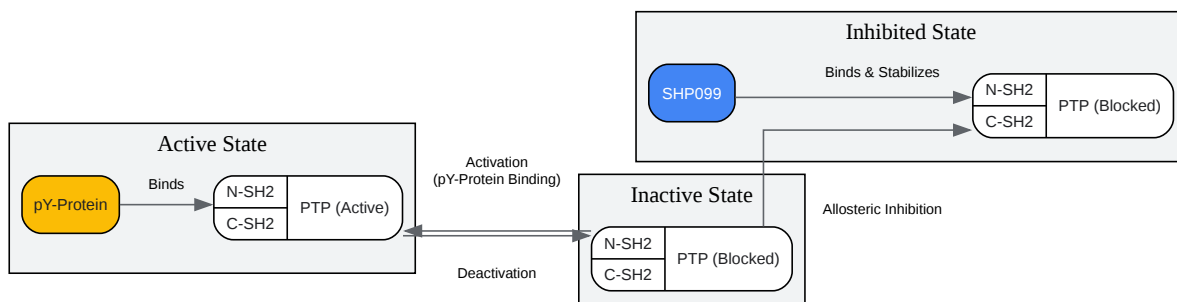 Active State
Binds
pY-Protein
N-SH2
C-SH2
PTP (Active)
Activation
(pY-Protein Binding)
Deactivation
Inactive State
N-SH2
C-SH2
PTP (Blocked)
Allosteric Inhibition
Inhibited State
SHP099
Binds & Stabilizes
N-SH2
C-SH2
PTP (Blocked)